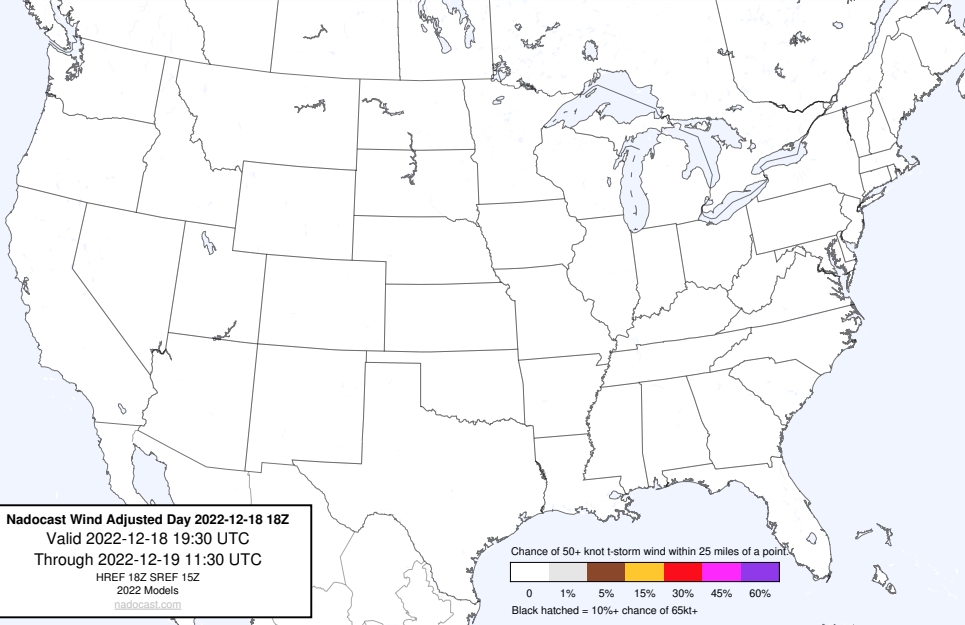 Nadocast Wind Adjusted Day 2022-12-18 18Z
Valid 2022-12-18 19:30 UTC
Through 2022-12-19 11:30 UTC
HREF 18Z SREF 15Z
2022 Models
nadocast.com
Chance of 50+ knot t-storm wind within 25 miles of a point.
0 1% 5% 15% 30% 45% 60%
Black hatched = 10%+ chance of 65kt+